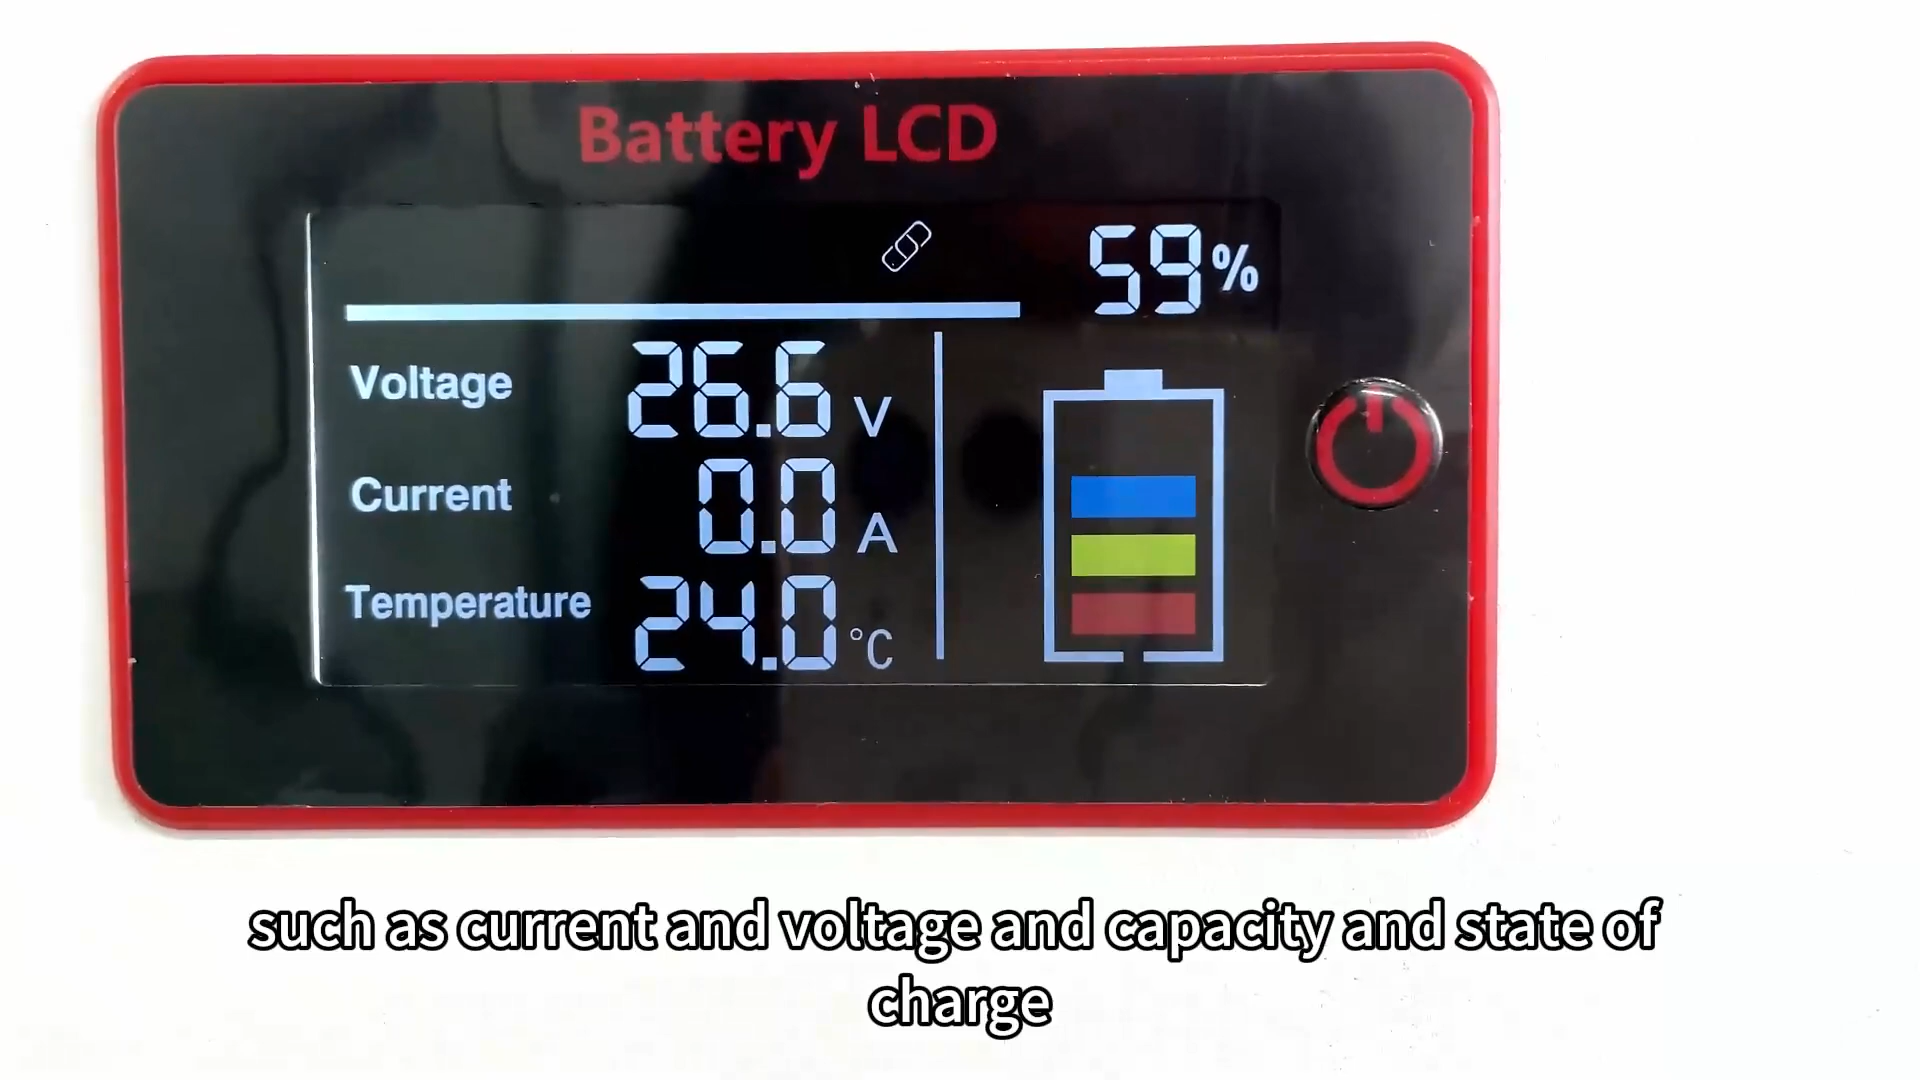 Battery LCD
59%
Voltage 26.6 V
Current 0.0 A
Temperature 24.0 °C
such as current and voltage and capacity and state of
charge